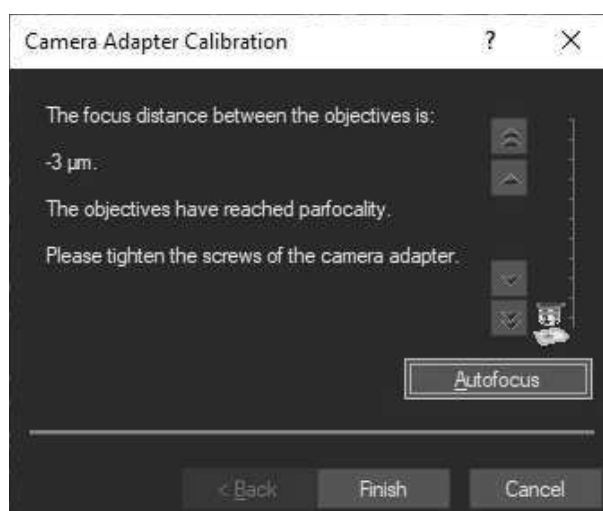 Camera Adapter Calibration ? ×
The focus distance between the objectives is:
-3 µm.
The objectives have reached parfocality.
Please tighten the screws of the camera adapter.
Autofocus
< Back Finish Cancel